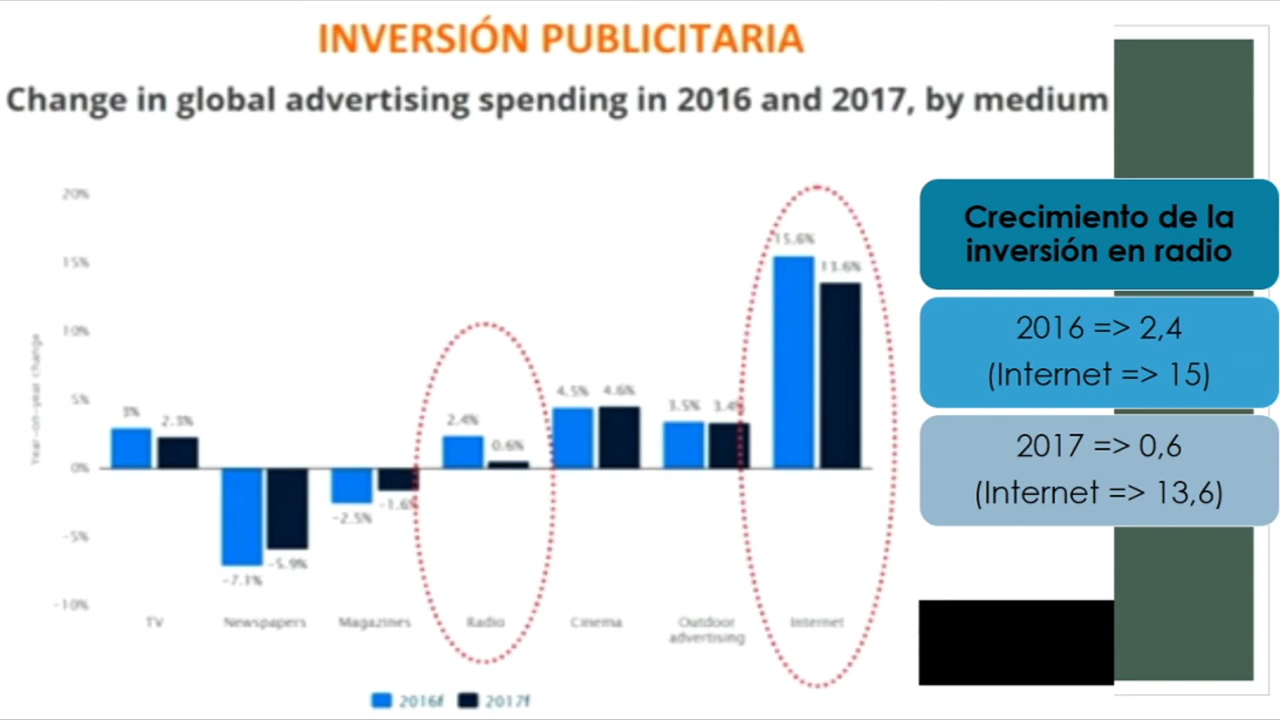 INVERSIÓN PUBLICITARIA
Change in global advertising spending in 2016 and 2017, by medium
Year-on-year change
20%
15%
10%
5%
0%
-5%
-10%
3%
2.3%
-7.1%
-5.9%
-2.5%
-1.6%
2.4%
0.6%
4.5%
4.6%
3.5%
3.4%
15.6%
13.6%
TV
Newspapers
Magazines
Radio
Cinema
Outdoor
advertising
Internet
2016f
2017f
Crecimiento de la
inversión en radio
2016 => 2,4
(Internet => 15)
2017 => 0,6
(Internet => 13,6)